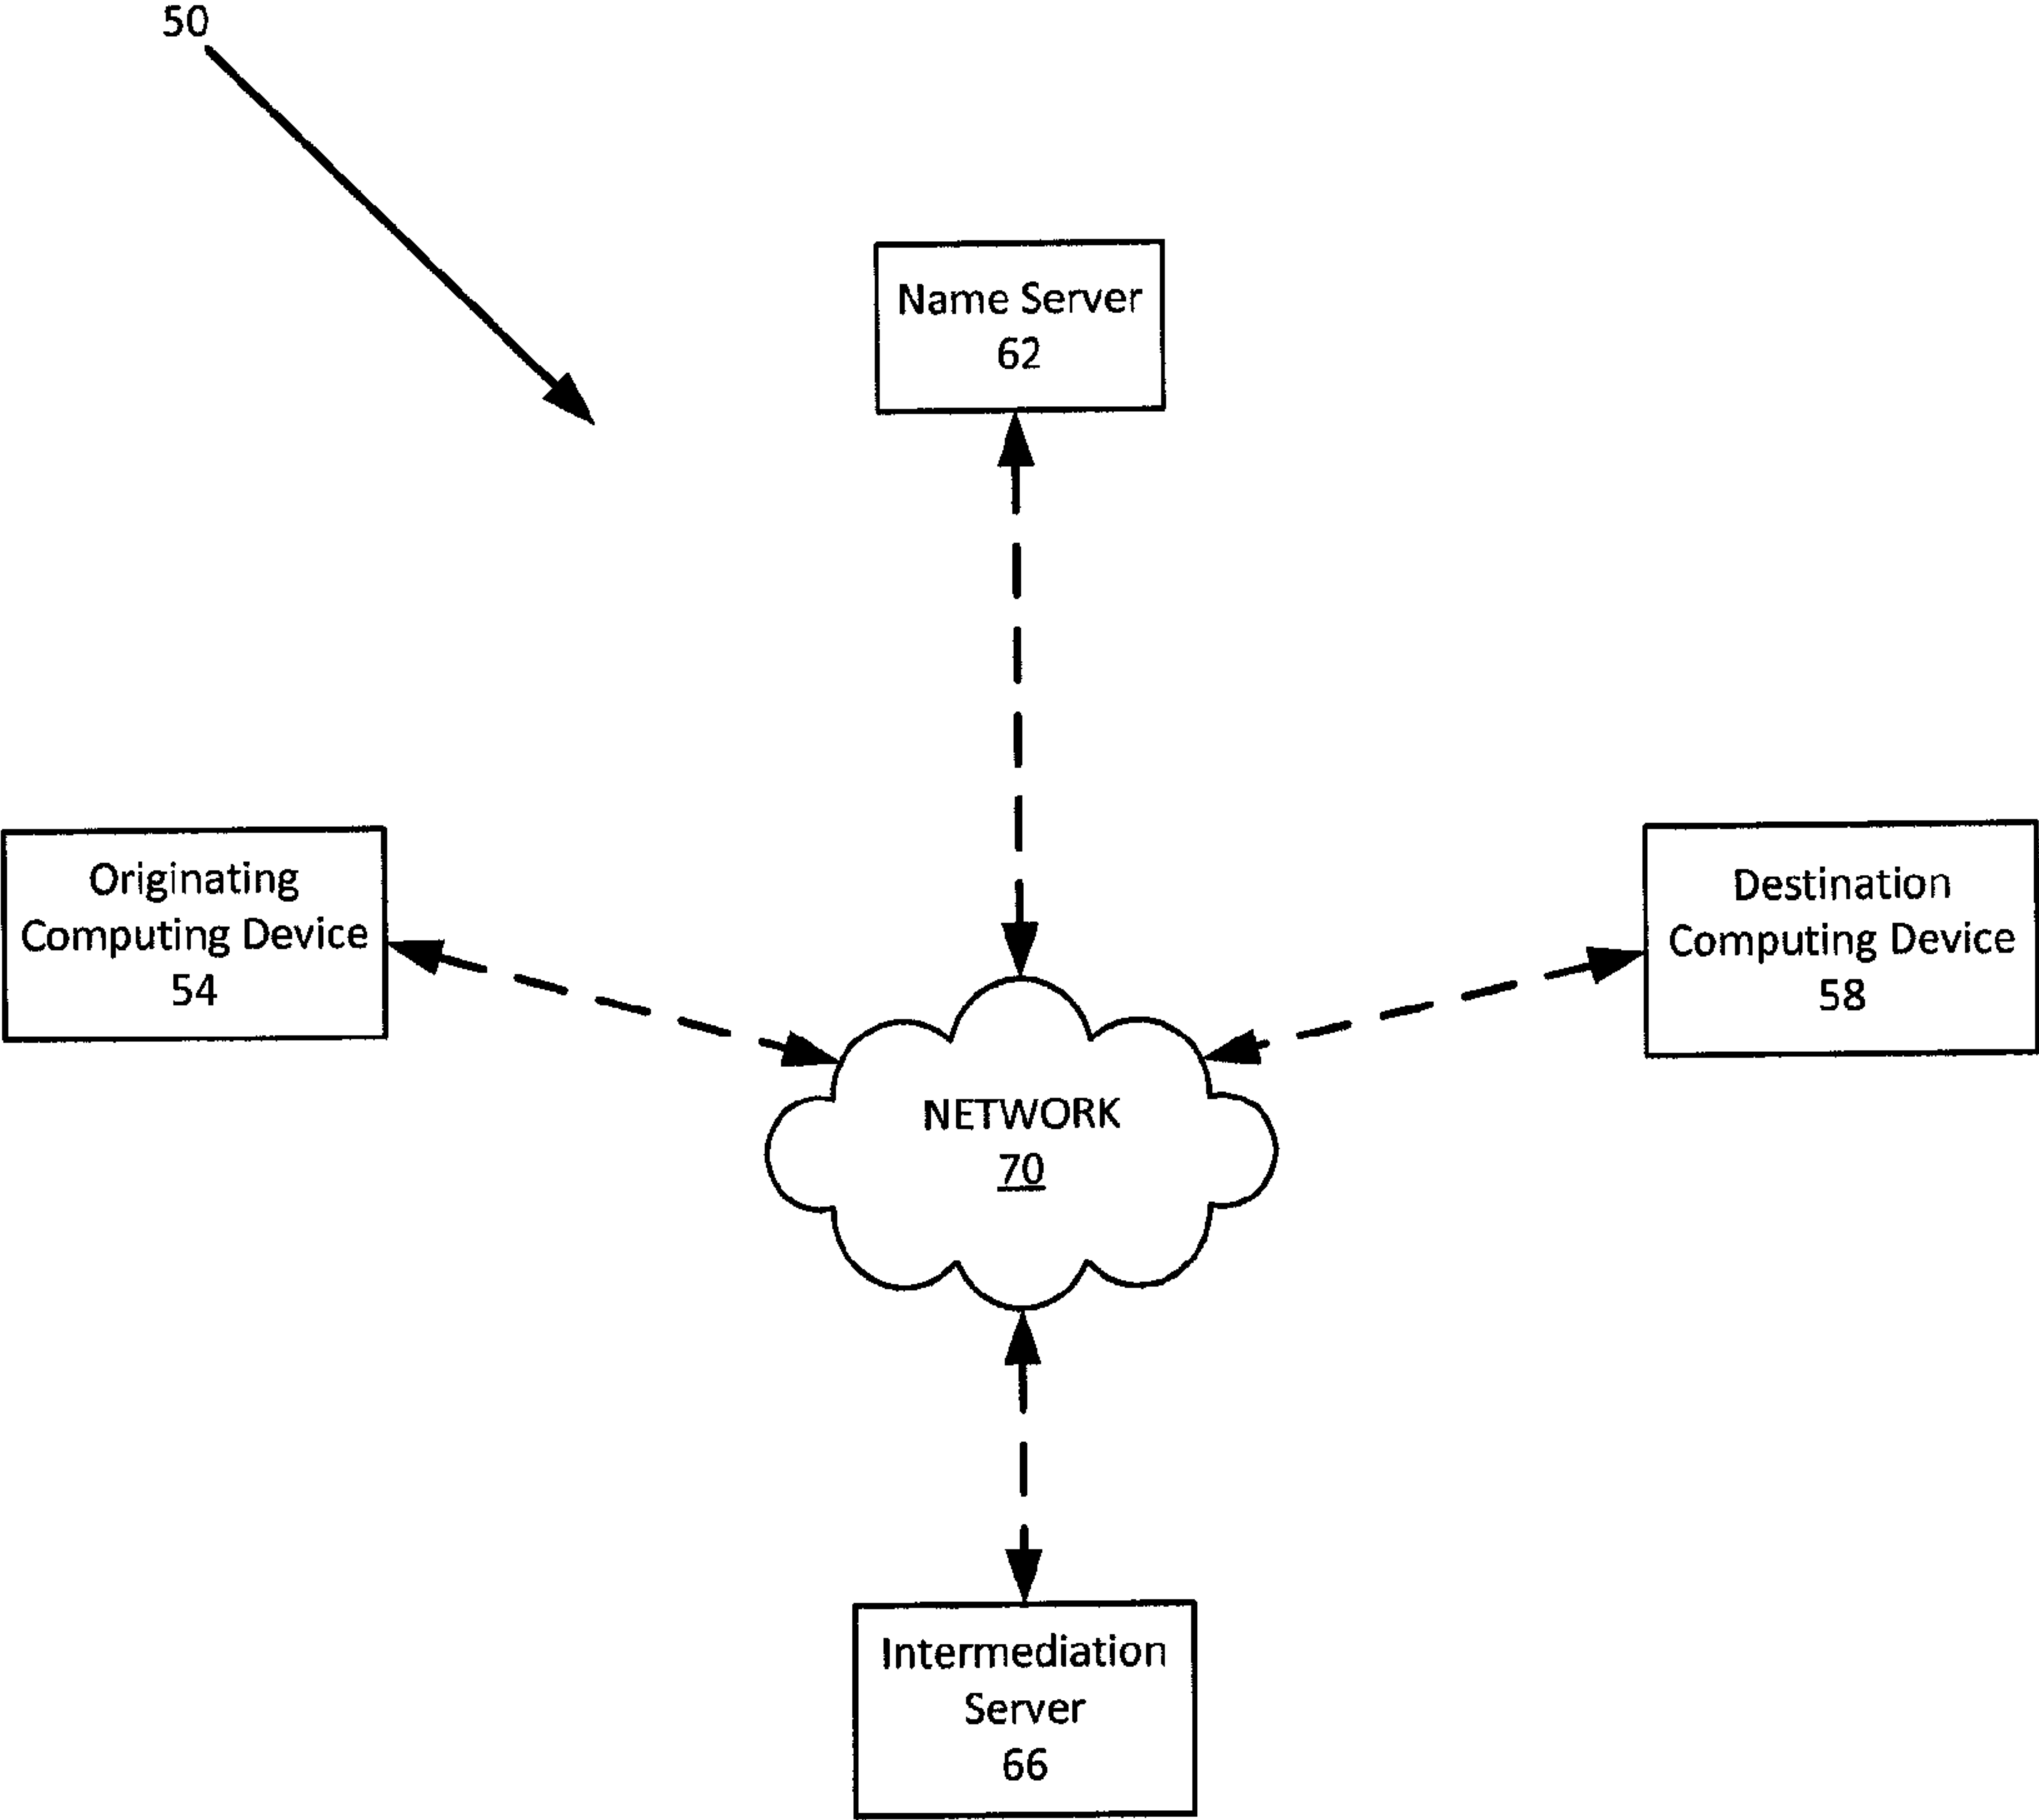 50
Name Server
62
Originating
Computing Device
54
Destination
Computing Device
58
NETWORK
70
Intermediation
Server
66